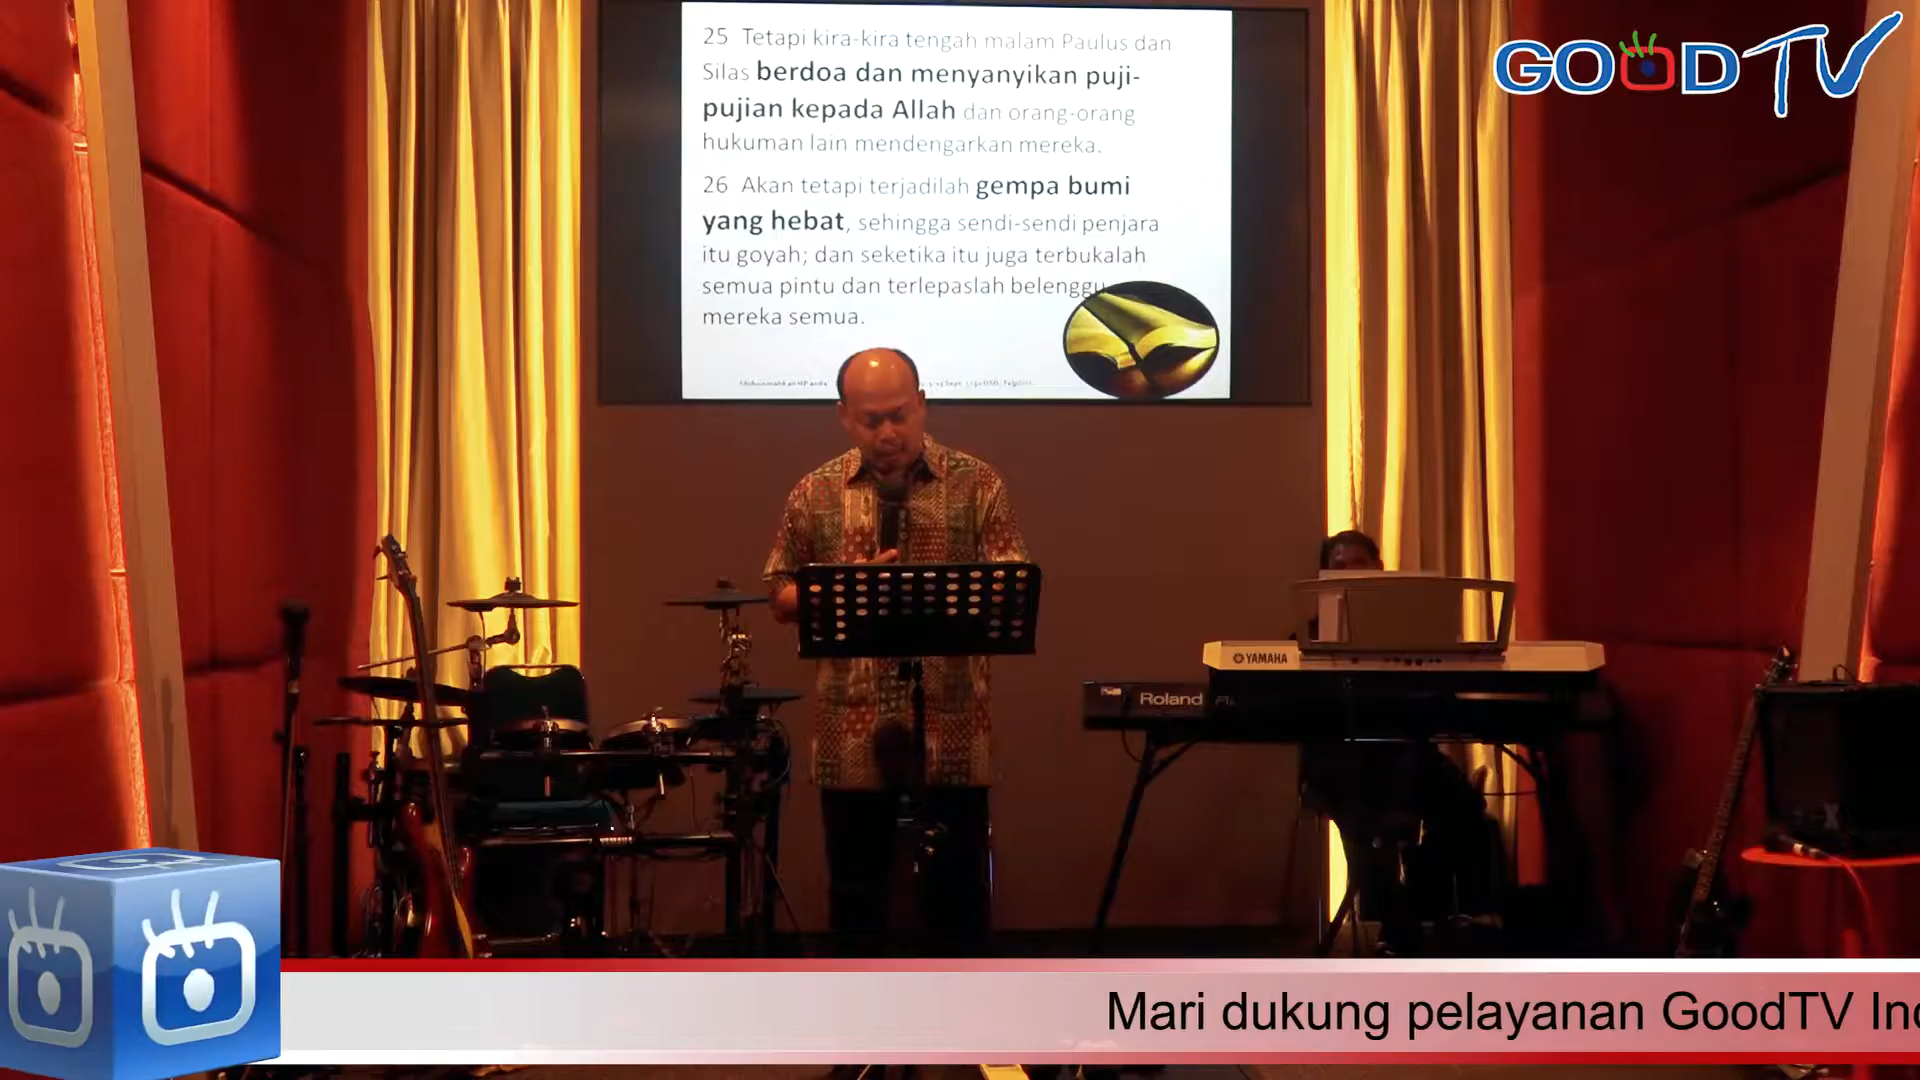 25 Tetapi kira-kira tengah malam Paulus dan
Silas berdoa dan menyanyikan puji-
pujian kepada Allah dan orang-orang
hukuman lain mendengarkan mereka.
26 Akan tetapi terjadilah gempa bumi
yang hebat, sehingga sendi-sendi penjara
itu goyah; dan seketika itu juga terbukalah
semua pintu dan terlepaslah belenggu
mereka semua.
GOOD TV
YAMAHA
Roland
Mari dukung pelayanan GoodTV